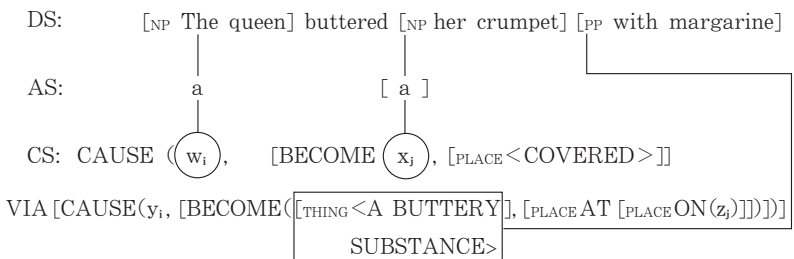 DS: [NP The queen] buttered [NP her crumpet] [PP with margarine]
AS: a [ a ]
CS: CAUSE (wi, [BECOME xj, [PLACE<COVERED>]]
VIA [CAUSE(yi, [BECOME([THING<A BUTTERY], [PLACE AT [PLACE ON(zj)]])])]
SUBSTANCE>